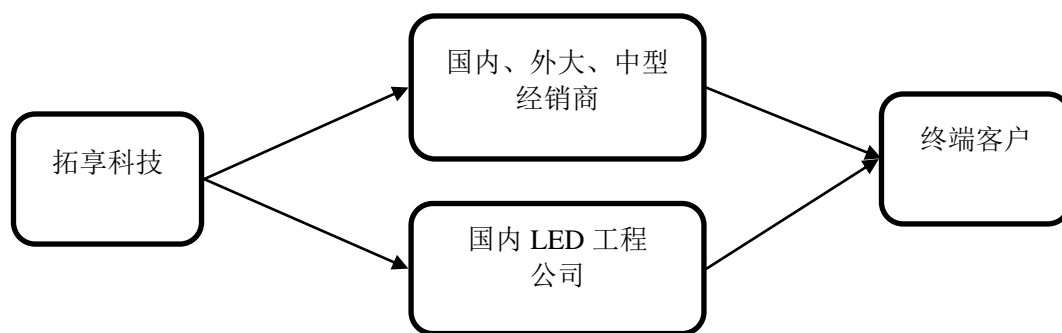 国内、外大、中型
经销商
拓享科技
终端客户
国内 LED 工程
公司